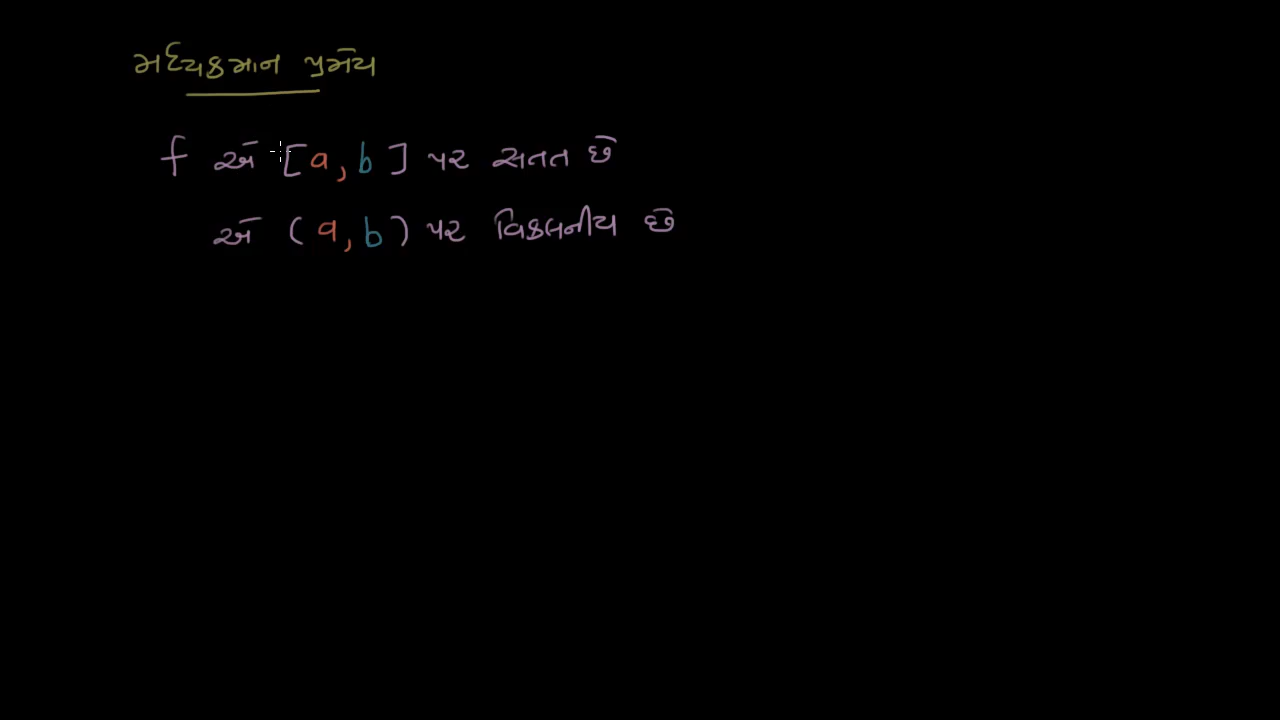 મધ્યકમાન પ્રમેય
f એ [a, b] પર સતત છે
એ (a, b) પર વિકલનીય છે